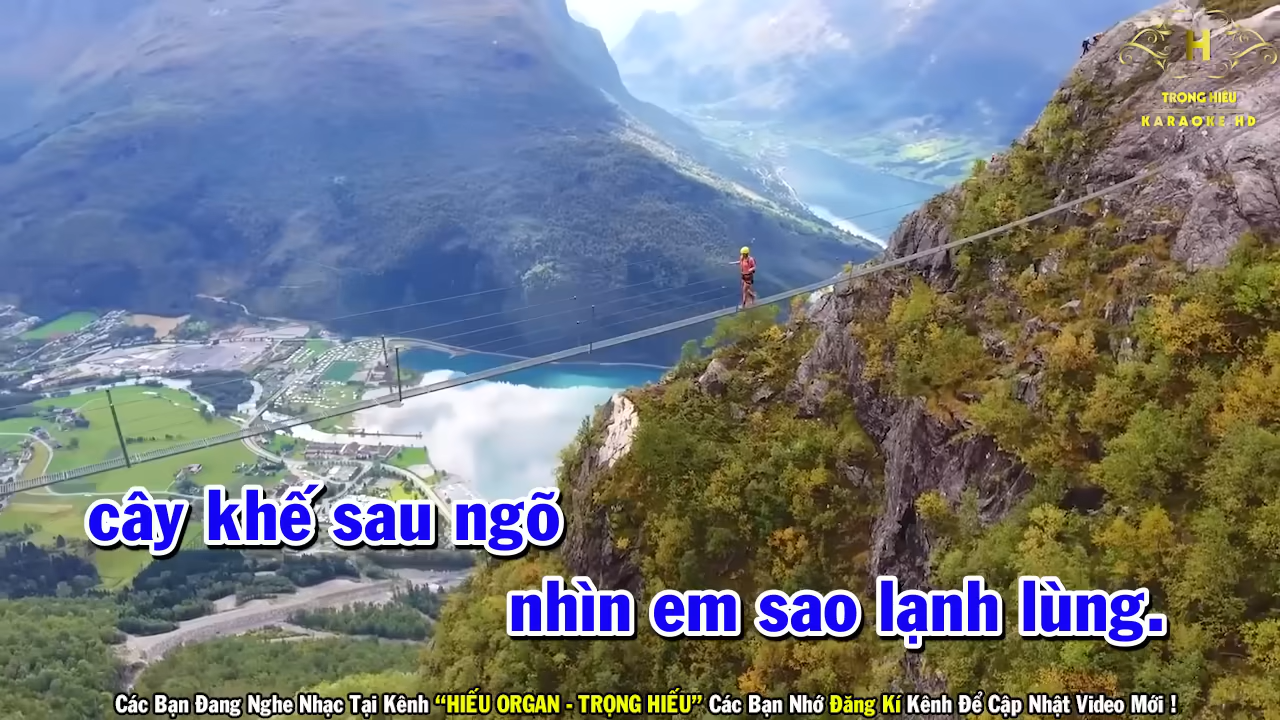 H
TRỌNG HIẾU
KARAOKE HD
cây khế sau ngõ
nhìn em sao lạnh lùng.
Các Bạn Đang Nghe Nhạc Tại Kênh “HIẾU ORGAN - TRỌNG HIẾU” Các Bạn Nhớ Đăng Kí Kênh Để Cập Nhật Video Mới !